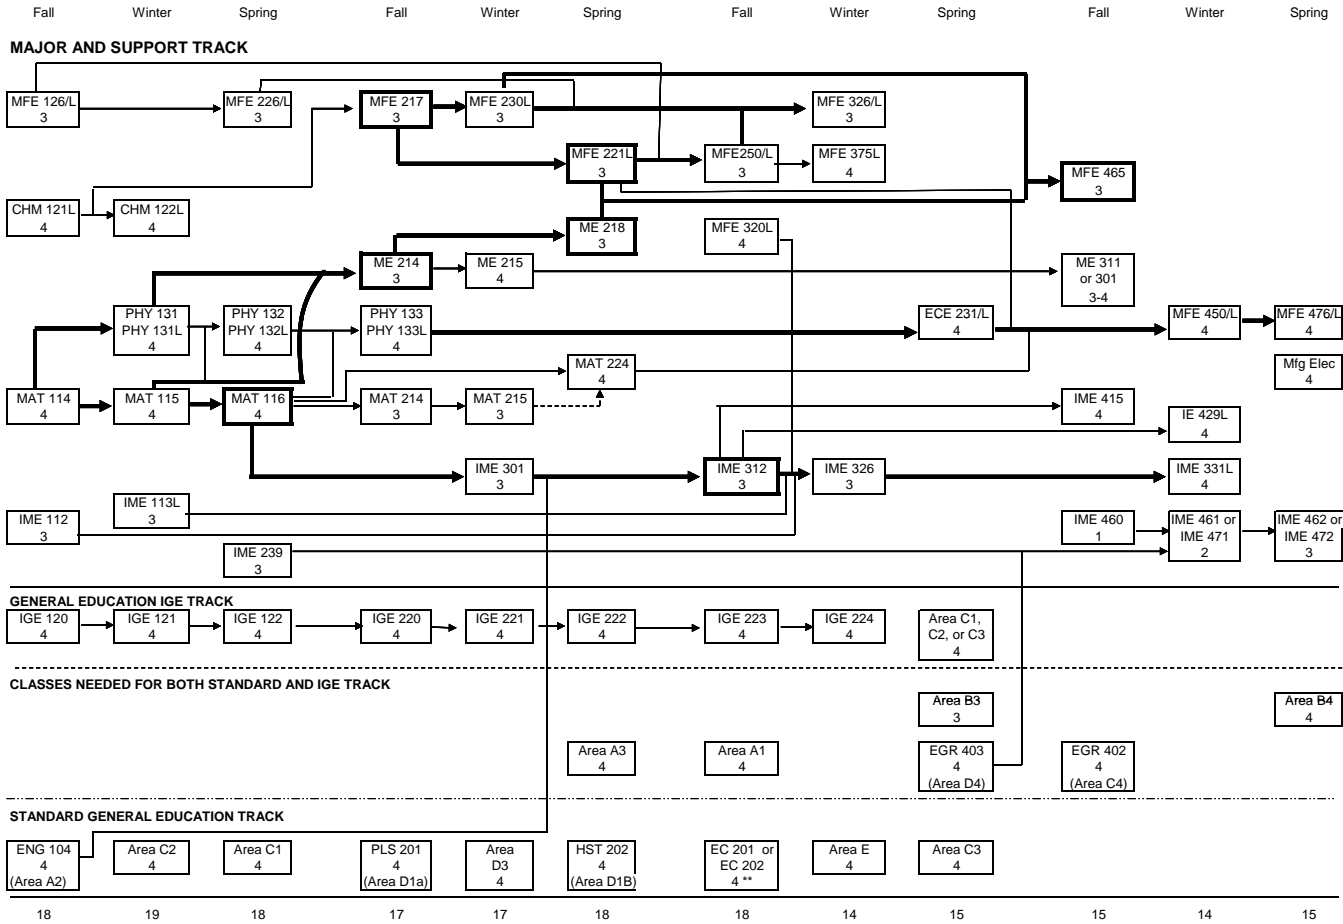 Fall Winter Spring Fall Winter Spring Fall Winter Spring Fall Winter Spring
MAJOR AND SUPPORT TRACK
MFE 126/L
3
MFE 226/L
3
MFE 217
3
MFE 230L
3
MFE 326/L
3
MFE 221L
3
MFE250/L
3
MFE 375L
4
MFE 465
3
CHM 121L
4
CHM 122L
4
ME 218
3
MFE 320L
4
ME 214
3
ME 215
4
ME 311
or 301
3-4
PHY 131
PHY 131L
4
PHY 132
PHY 132L
4
PHY 133
PHY 133L
4
ECE 231/L
4
MFE 450/L
4
MFE 476/L
4
MAT 224
4
Mfg Elec
4
MAT 114
4
MAT 115
4
MAT 116
4
MAT 214
3
MAT 215
3
IME 415
4
IE 429L
4
IME 301
3
IME 312
3
IME 326
3
IME 331L
4
IME 113L
3
IME 112
3
IME 460
1
IME 461 or
IME 471
2
IME 462 or
IME 472
3
IME 239
3
GENERAL EDUCATION IGE TRACK
IGE 120
4
IGE 121
4
IGE 122
4
IGE 220
4
IGE 221
4
IGE 222
4
IGE 223
4
IGE 224
4
Area C1,
C2, or C3
4
CLASSES NEEDED FOR BOTH STANDARD AND IGE TRACK
Area B3
3
Area B4
4
Area A3
4
Area A1
4
EGR 403
4
(Area D4)
EGR 402
4
(Area C4)
STANDARD GENERAL EDUCATION TRACK
ENG 104
4
(Area A2)
Area C2
4
Area C1
4
PLS 201
4
(Area D1a)
Area
D3
4
HST 202
4
(Area D1B)
EC 201 or
EC 202
4 **
Area E
4
Area C3
4
18 19 18 17 17 18 18 14 15 15 14 15